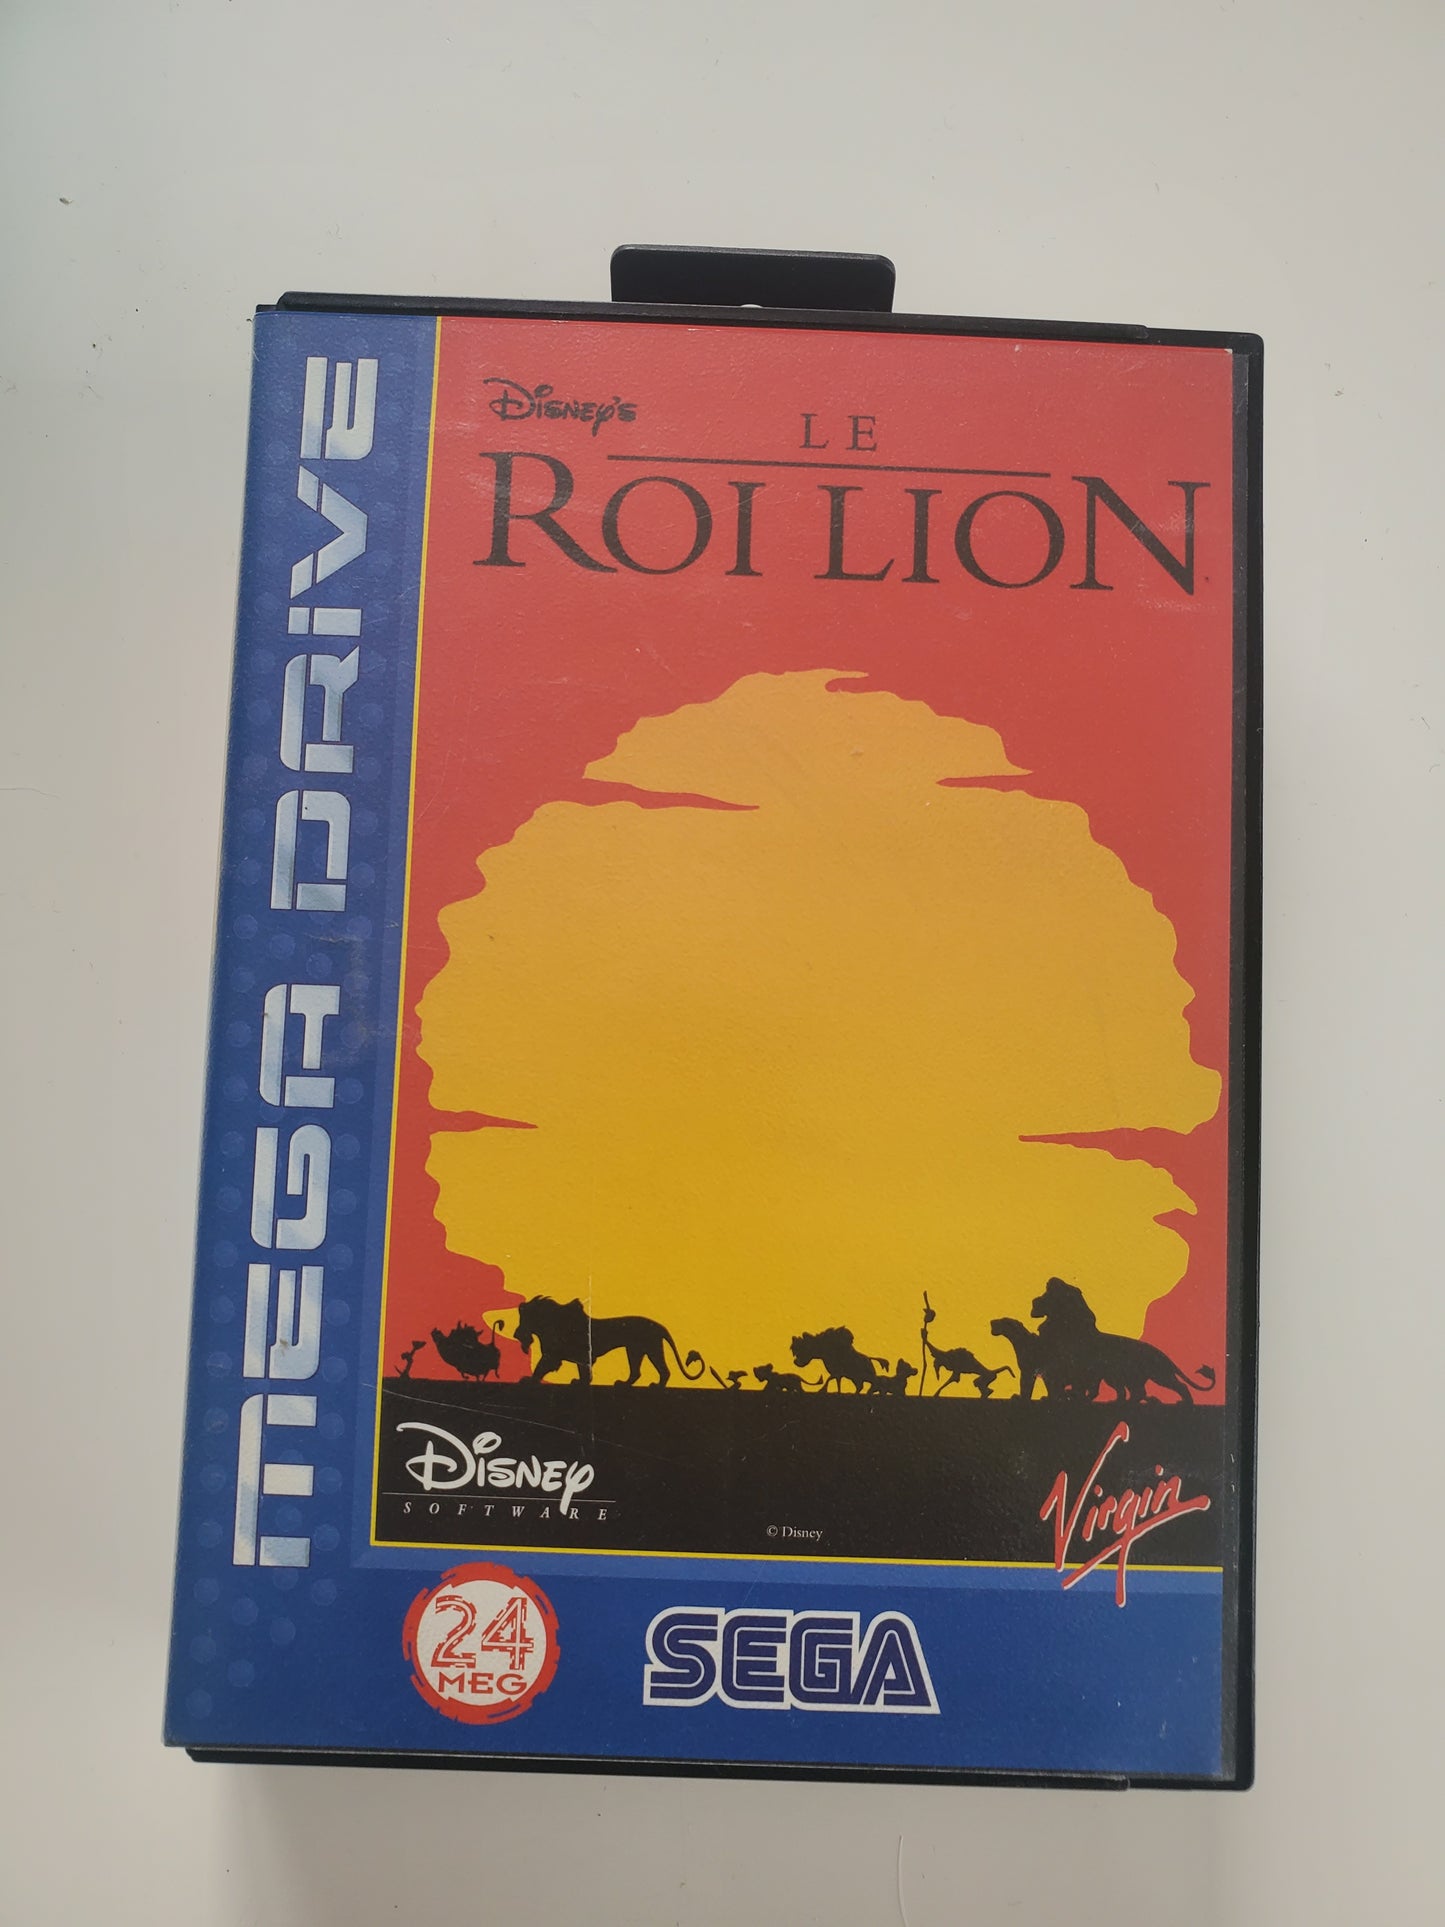 MEGA DRIVE
DISNEY'S
LE
ROI LION
DISNEY
SOFTWARE
© Disney
Virgin
24
MEG
SEGA